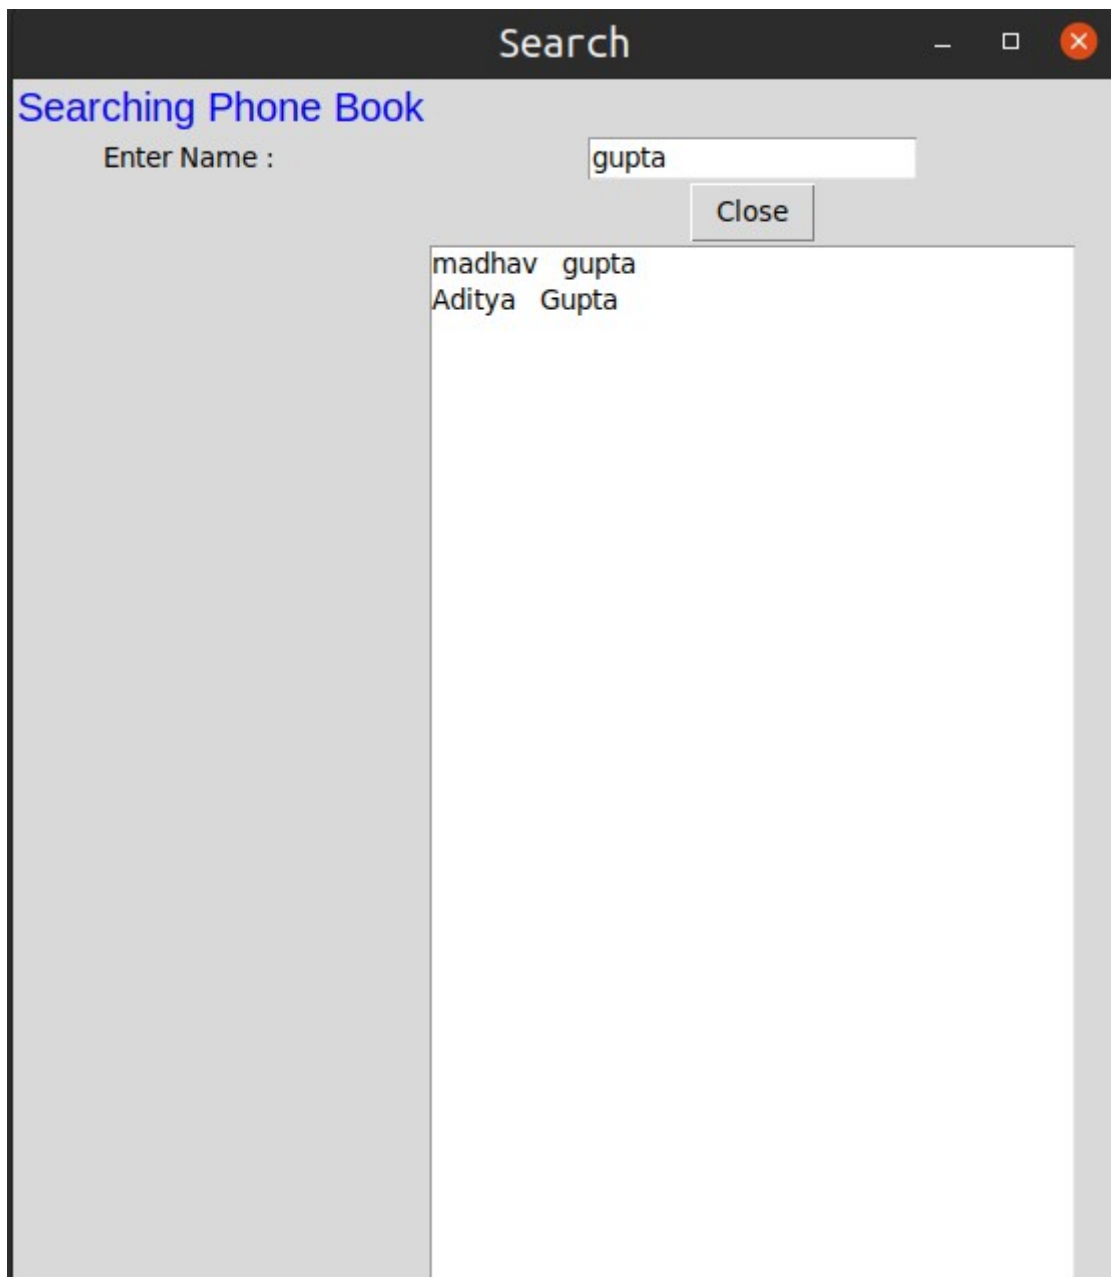 Search
Searching Phone Book
Enter Name : gupta
Close
madhav gupta
Aditya Gupta